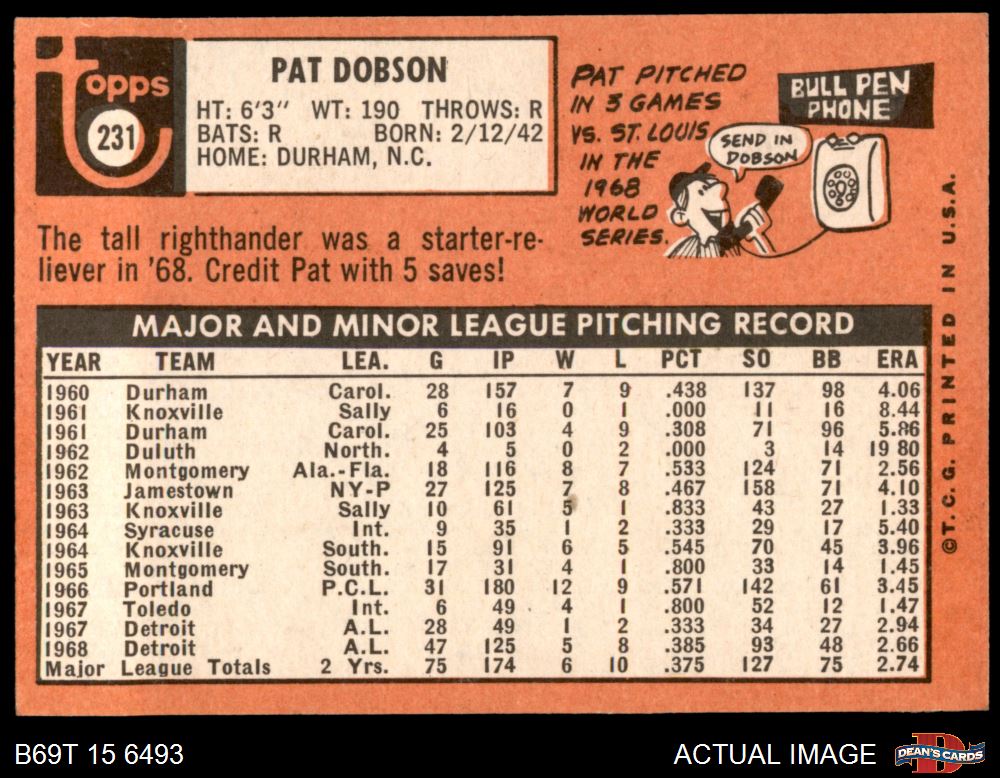 Topps
231
PAT DOBSON
HT: 6'3" WT: 190 THROWS: R
BATS: R BORN: 2/12/42
HOME: DURHAM, N.C.
PAT PITCHED
IN 3 GAMES
VS. ST. LOUIS
IN THE
1968
WORLD
SERIES.
BULL PEN
PHONE
SEND IN
DOBSON
The tall righthander was a starter-re-
liever in '68. Credit Pat with 5 saves!
MAJOR AND MINOR LEAGUE PITCHING RECORD
YEAR TEAM LEA. G IP W L PCT SO BB ERA
1960 Durham Carol. 28 157 7 9 .438 137 98 4.06
1961 Knoxville Sally 6 16 0 1 .000 11 16 8.44
1961 Durham Carol. 25 103 4 9 .308 71 96 5.86
1962 Duluth North. 4 5 0 2 .000 3 14 19 80
1962 Montgomery Ala.-Fla. 18 116 8 7 .533 124 71 2.56
1963 Jamestown NY-P 27 125 7 8 .467 158 71 4.10
1963 Knoxville Sally 10 61 5 1 .833 43 27 1.33
1964 Syracuse Int. 9 35 1 2 .333 29 17 5.40
1964 Knoxville South. 15 91 6 5 .545 70 45 3.96
1965 Montgomery South. 17 31 4 1 .800 33 14 1.45
1966 Portland P.C.L. 31 180 12 9 .571 142 61 3.45
1967 Toledo Int. 6 49 4 1 .800 52 12 1.47
1967 Detroit A.L. 28 49 1 2 .333 34 27 2.94
1968 Detroit A.L. 47 125 5 8 .385 93 48 2.66
Major League Totals 2 Yrs. 75 174 6 10 .375 127 75 2.74
©T.C.G. PRINTED IN U.S.A.
B69T 15 6493
ACTUAL IMAGE
DEAN'S CARDS